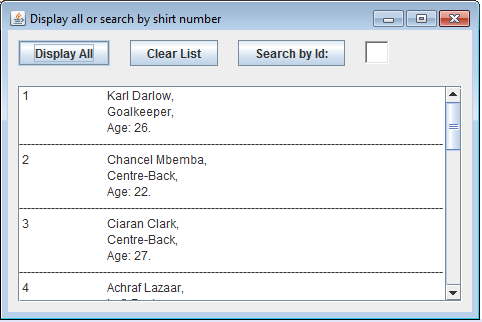 Display all or search by shirt number
Display All Clear List Search by Id:
1 Karl Darlow,
Goalkeeper,
Age: 26.
2 Chancel Mbemba,
Centre-Back,
Age: 22.
3 Ciaran Clark,
Centre-Back,
Age: 27.
4 Achraf Lazaar,